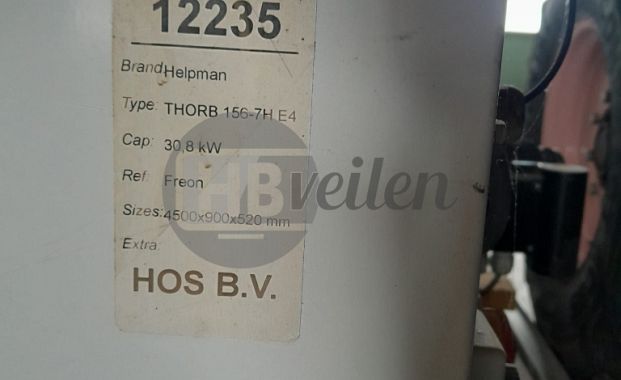 12235
Brand: Helpman
Type: THORB 156-7H E4
Cap: 30,8 kW
Ref: Freon
Sizes: 4500x900x520 mm
Extra:
HOS B.V.
HBveilen